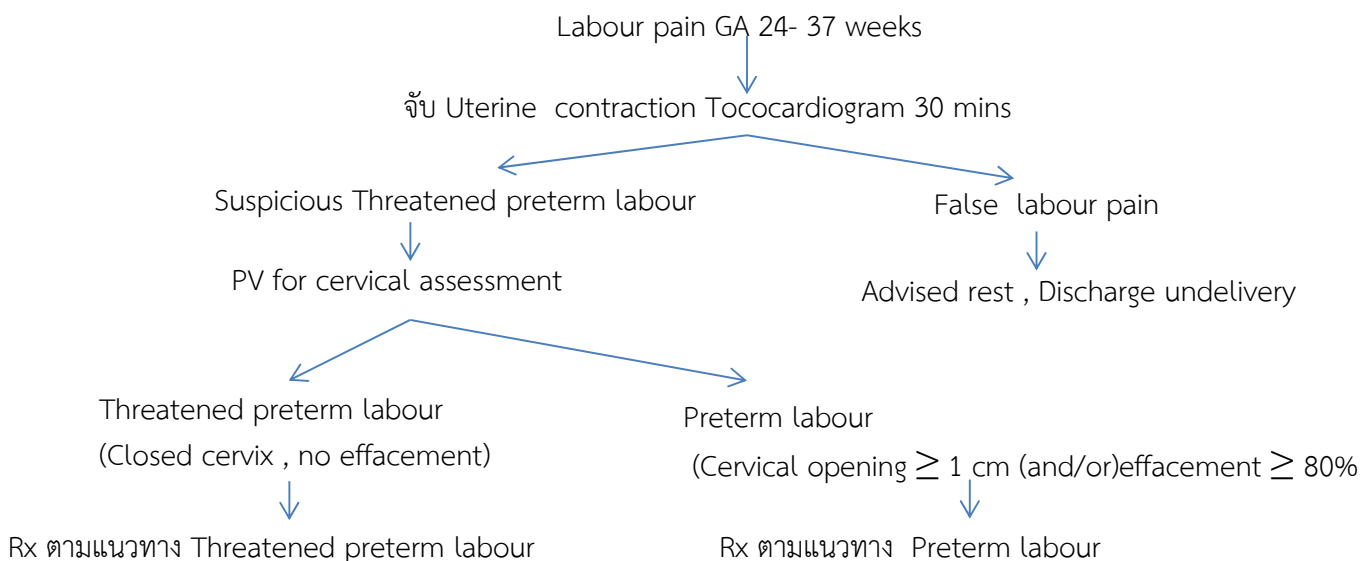 Labour pain GA 24- 37 weeks
จับ Uterine contraction Tococardiogram 30 mins
Suspicious Threatened preterm labour
False labour pain
PV for cervical assessment
Advised rest , Discharge undelivery
Threatened preterm labour
(Closed cervix , no effacement)
Preterm labour
(Cervical opening ≥ 1 cm (and/or)effacement ≥ 80%
Rx ตามแนวทาง Threatened preterm labour
Rx ตามแนวทาง Preterm labour